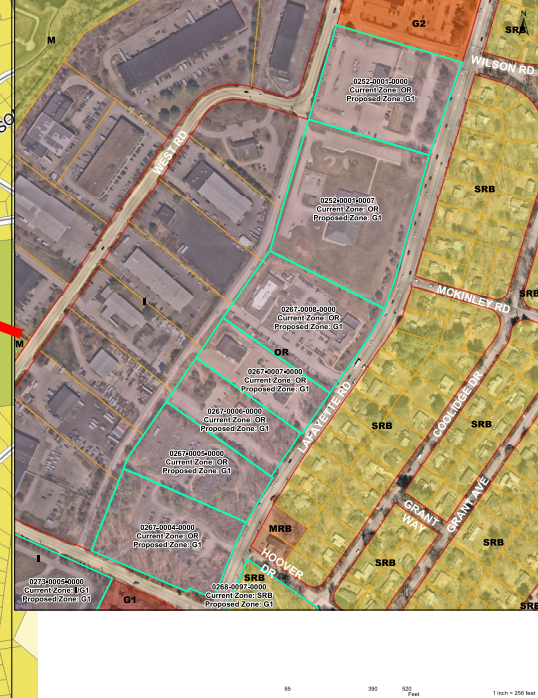 G2
N
SRB
M
WILSON RD
0252-0001-0000
Current Zone: OR
Proposed Zone: G1
WEST RD
SRB
0252-0001-0007
Current Zone: OR
Proposed Zone: G1
MCKINLEY RD
SRB
I
0267-0008-0000
Current Zone: OR
Proposed Zone: G1
M
OR
0267-0007-0000
Current Zone: OR
Proposed Zone: G1
LAFAYETTE RD
COOLIDGE DR
0267-0006-0000
Current Zone: OR
Proposed Zone: G1
SRB
SRB
0267-0005-0000
Current Zone: OR
Proposed Zone: G1
GRANT AVE
GRANT
WAY
0267-0004-0000
Current Zone: OR
Proposed Zone: G1
MRB
SRB
HOOVER
DR
I
SRB
SRB
0273-0005-0000
Current Zone: I/G1
Proposed Zone: G1
G1
0268-0097-0000
Current Zone: SRB
Proposed Zone: G1
SRB
65
390
520
Feet
1 inch = 256 feet